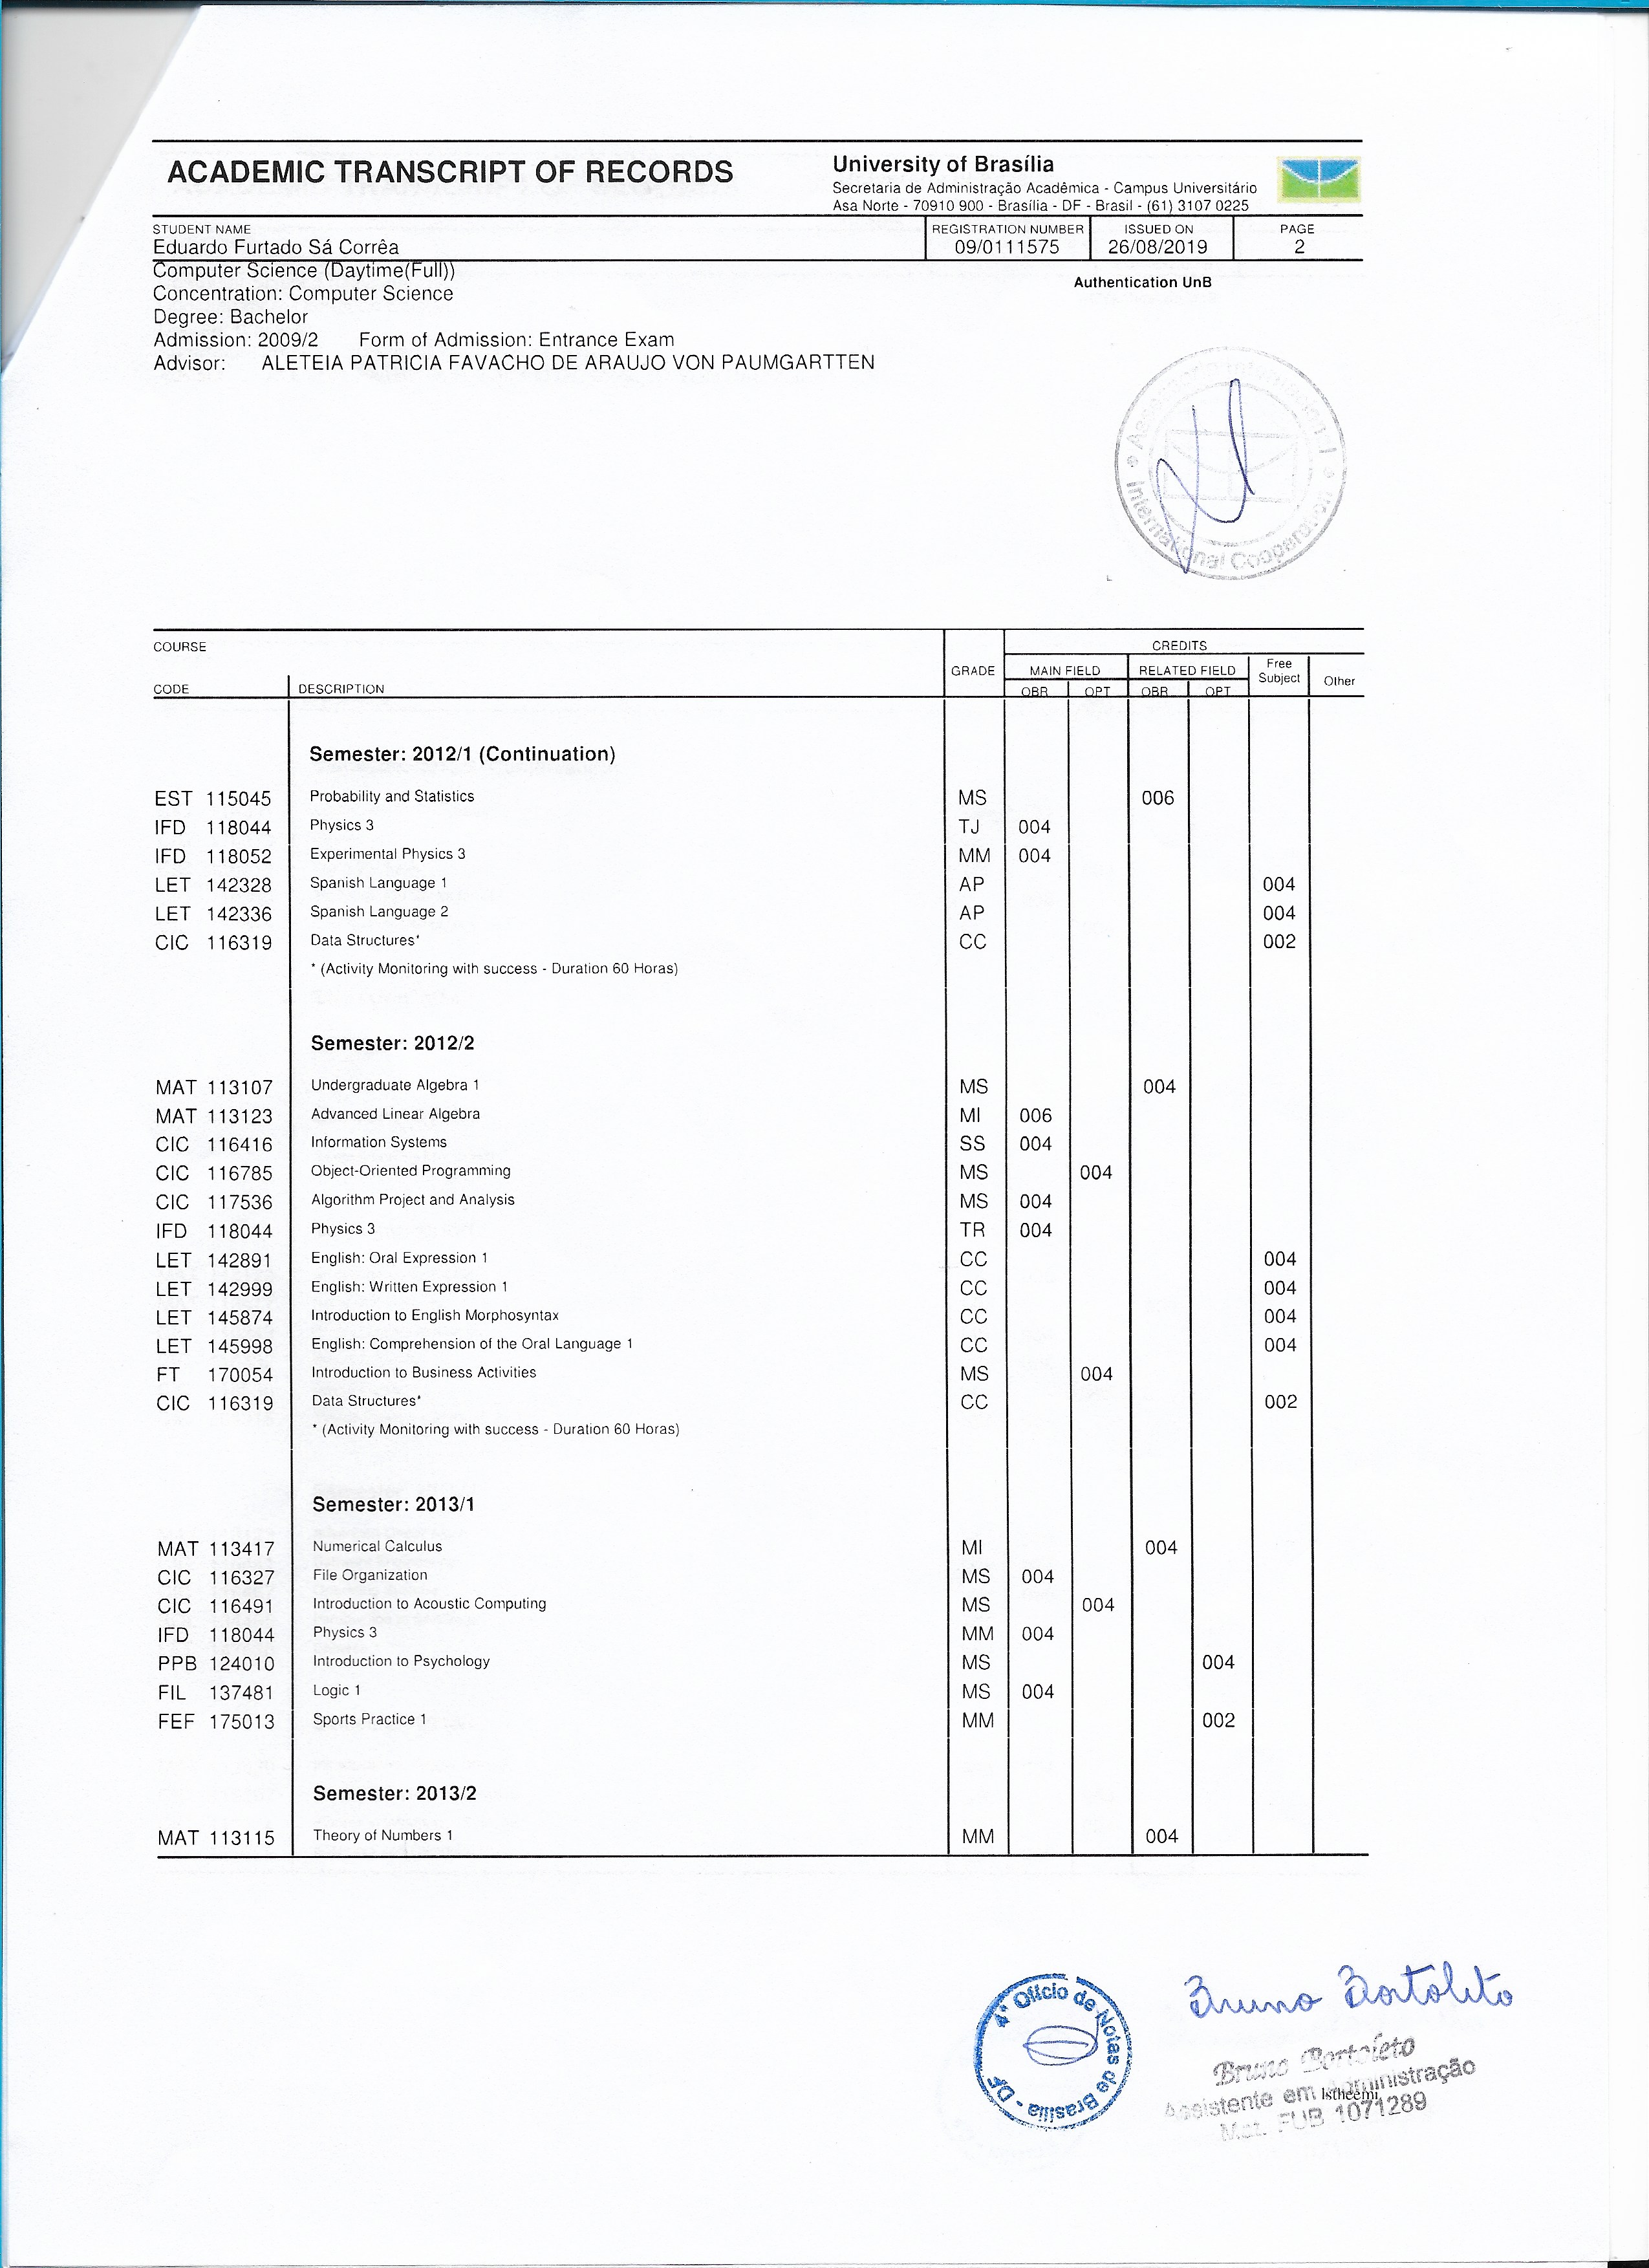 ACADEMIC TRANSCRIPT OF RECORDS
University of Brasília
Secretaria de Administração Acadêmica - Campus Universitário
Asa Norte - 70910 900 - Brasília - DF - Brasil - (61) 3107 0225
STUDENT NAME
Eduardo Furtado Sá Corrêa
REGISTRATION NUMBER
09/0111575
ISSUED ON
26/08/2019
PAGE
2
Computer Science (Daytime(Full))
Concentration: Computer Science
Degree: Bachelor
Admission: 2009/2 Form of Admission: Entrance Exam
Advisor: ALETEIA PATRICIA FAVACHO DE ARAUJO VON PAUMGARTTEN
Authentication UnB
International Cooperation
COURSE
CODE DESCRIPTION GRADE
CREDITS
MAIN FIELD RELATED FIELD Free Subject Other
OBR OPT OBR OPT
Semester: 2012/1 (Continuation)
EST 115045 Probability and Statistics MS 006
IFD 118044 Physics 3 TJ 004
IFD 118052 Experimental Physics 3 MM 004
LET 142328 Spanish Language 1 AP 004
LET 142336 Spanish Language 2 AP 004
CIC 116319 Data Structures* CC 002
* (Activity Monitoring with success - Duration 60 Horas)
Semester: 2012/2
MAT 113107 Undergraduate Algebra 1 MS 004
MAT 113123 Advanced Linear Algebra MI 006
CIC 116416 Information Systems SS 004
CIC 116785 Object-Oriented Programming MS 004
CIC 117536 Algorithm Project and Analysis MS 004
IFD 118044 Physics 3 TR 004
LET 142891 English: Oral Expression 1 CC 004
LET 142999 English: Written Expression 1 CC 004
LET 145874 Introduction to English Morphosyntax CC 004
LET 145998 English: Comprehension of the Oral Language 1 CC 004
FT 170054 Introduction to Business Activities MS 004
CIC 116319 Data Structures* CC 002
* (Activity Monitoring with success - Duration 60 Horas)
Semester: 2013/1
MAT 113417 Numerical Calculus MI 004
CIC 116327 File Organization MS 004
CIC 116491 Introduction to Acoustic Computing MS 004
IFD 118044 Physics 3 MM 004
PPB 124010 Introduction to Psychology MS 004
FIL 137481 Logic 1 MS 004
FEF 175013 Sports Practice 1 MM 002
Semester: 2013/2
MAT 113115 Theory of Numbers 1 MM 004
4º Ofício de Notas de Brasília - DF
Bruno Bortoleto
Bruno Bortoleto
Assistente em Administração
Mat. FUB 1071289